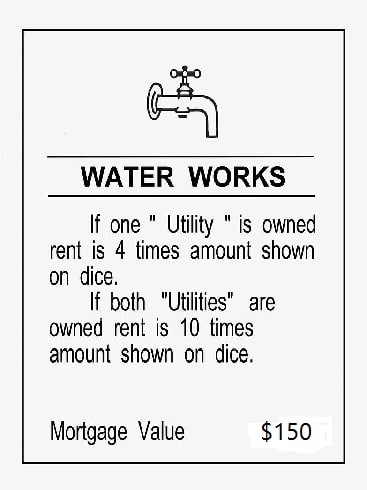 WATER WORKS
If one " Utility " is owned
rent is 4 times amount shown
on dice.
If both "Utilities" are
owned rent is 10 times
amount shown on dice.
Mortgage Value $150